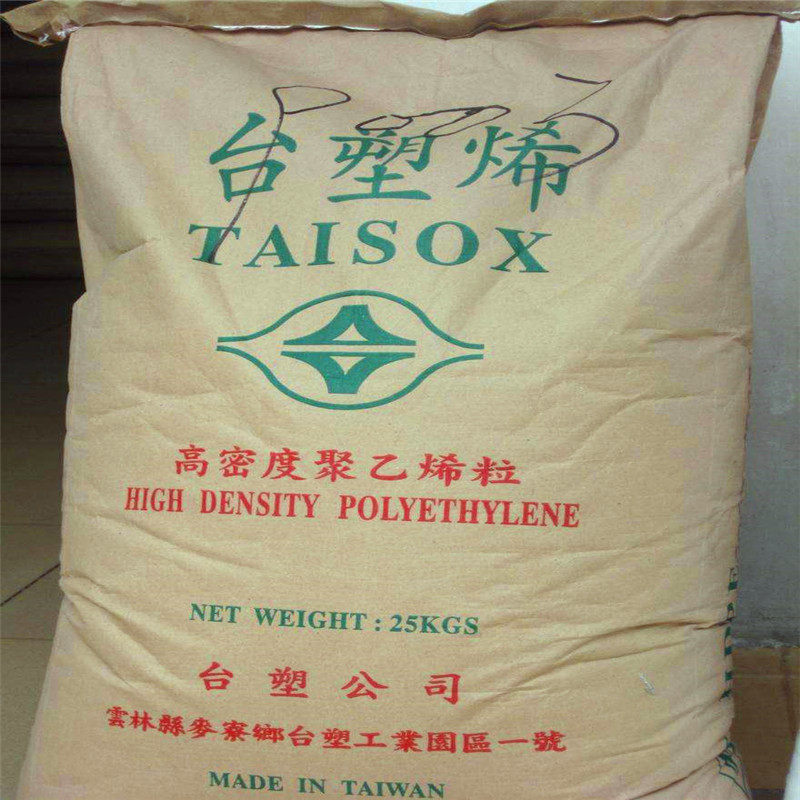 台塑烯
TAISOX
高密度聚乙烯粒
HIGH DENSITY POLYETHYLENE
NET WEIGHT : 25KGS
台塑公司
雲林縣麥寮鄉台塑工業園區一號
MADE IN TAIWAN